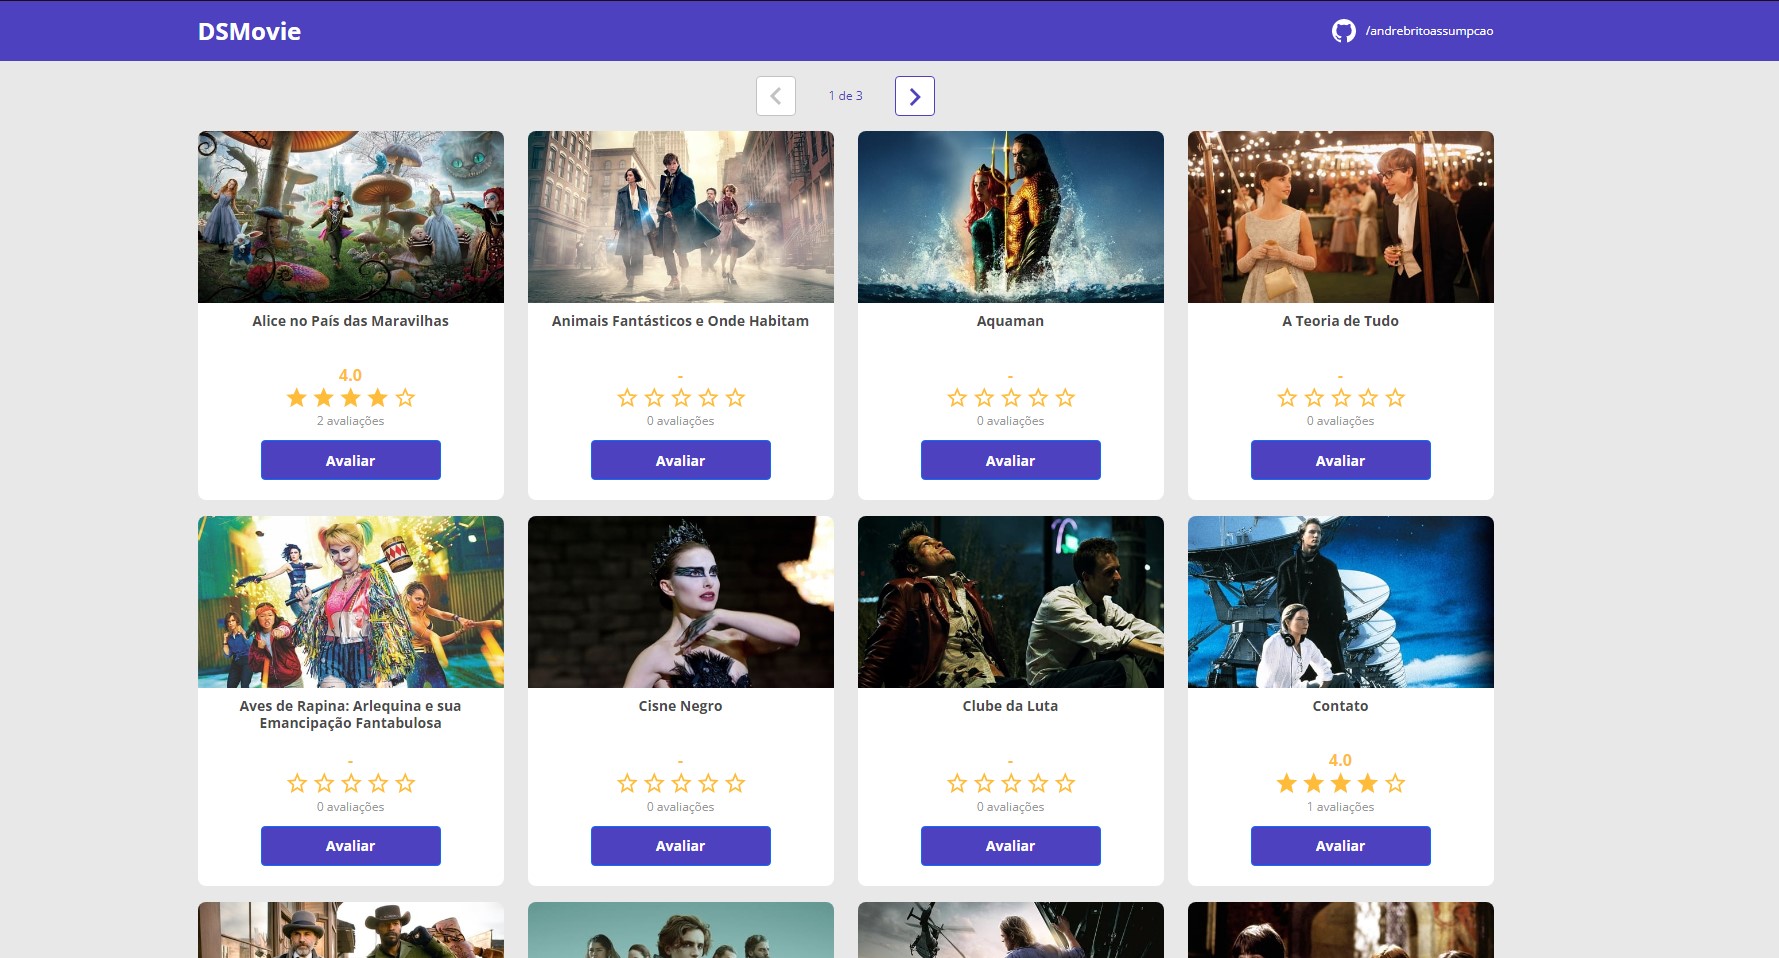 DSMovie
/andrebritoassumpcao
1 de 3
Alice no País das Maravilhas
4.0
2 avaliações
Avaliar
Animais Fantásticos e Onde Habitam
-
0 avaliações
Avaliar
Aquaman
-
0 avaliações
Avaliar
A Teoria de Tudo
-
0 avaliações
Avaliar
Aves de Rapina: Arlequina e sua
Emancipação Fantabulosa
-
0 avaliações
Avaliar
Cisne Negro
-
0 avaliações
Avaliar
Clube da Luta
-
0 avaliações
Avaliar
Contato
4.0
1 avaliações
Avaliar